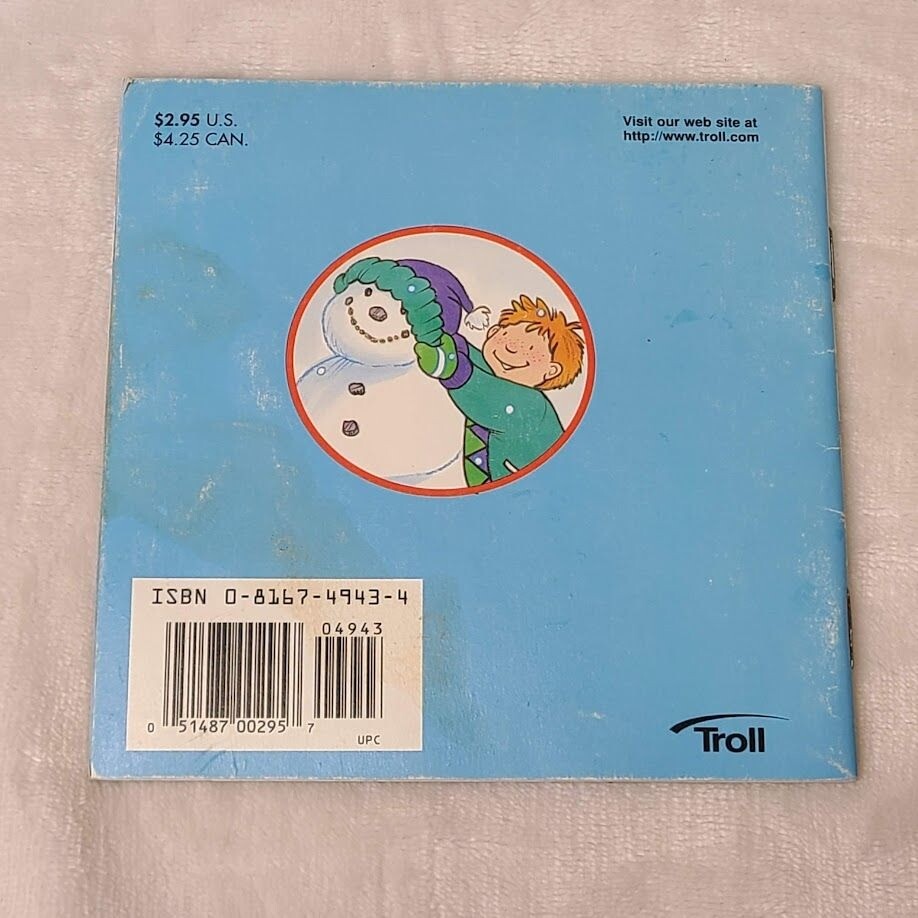 $2.95 U.S.
$4.25 CAN.
Visit our web site at
http://www.troll.com
ISBN 0-8167-4943-4
04943
0 51487 00295 7
UPC
Troll